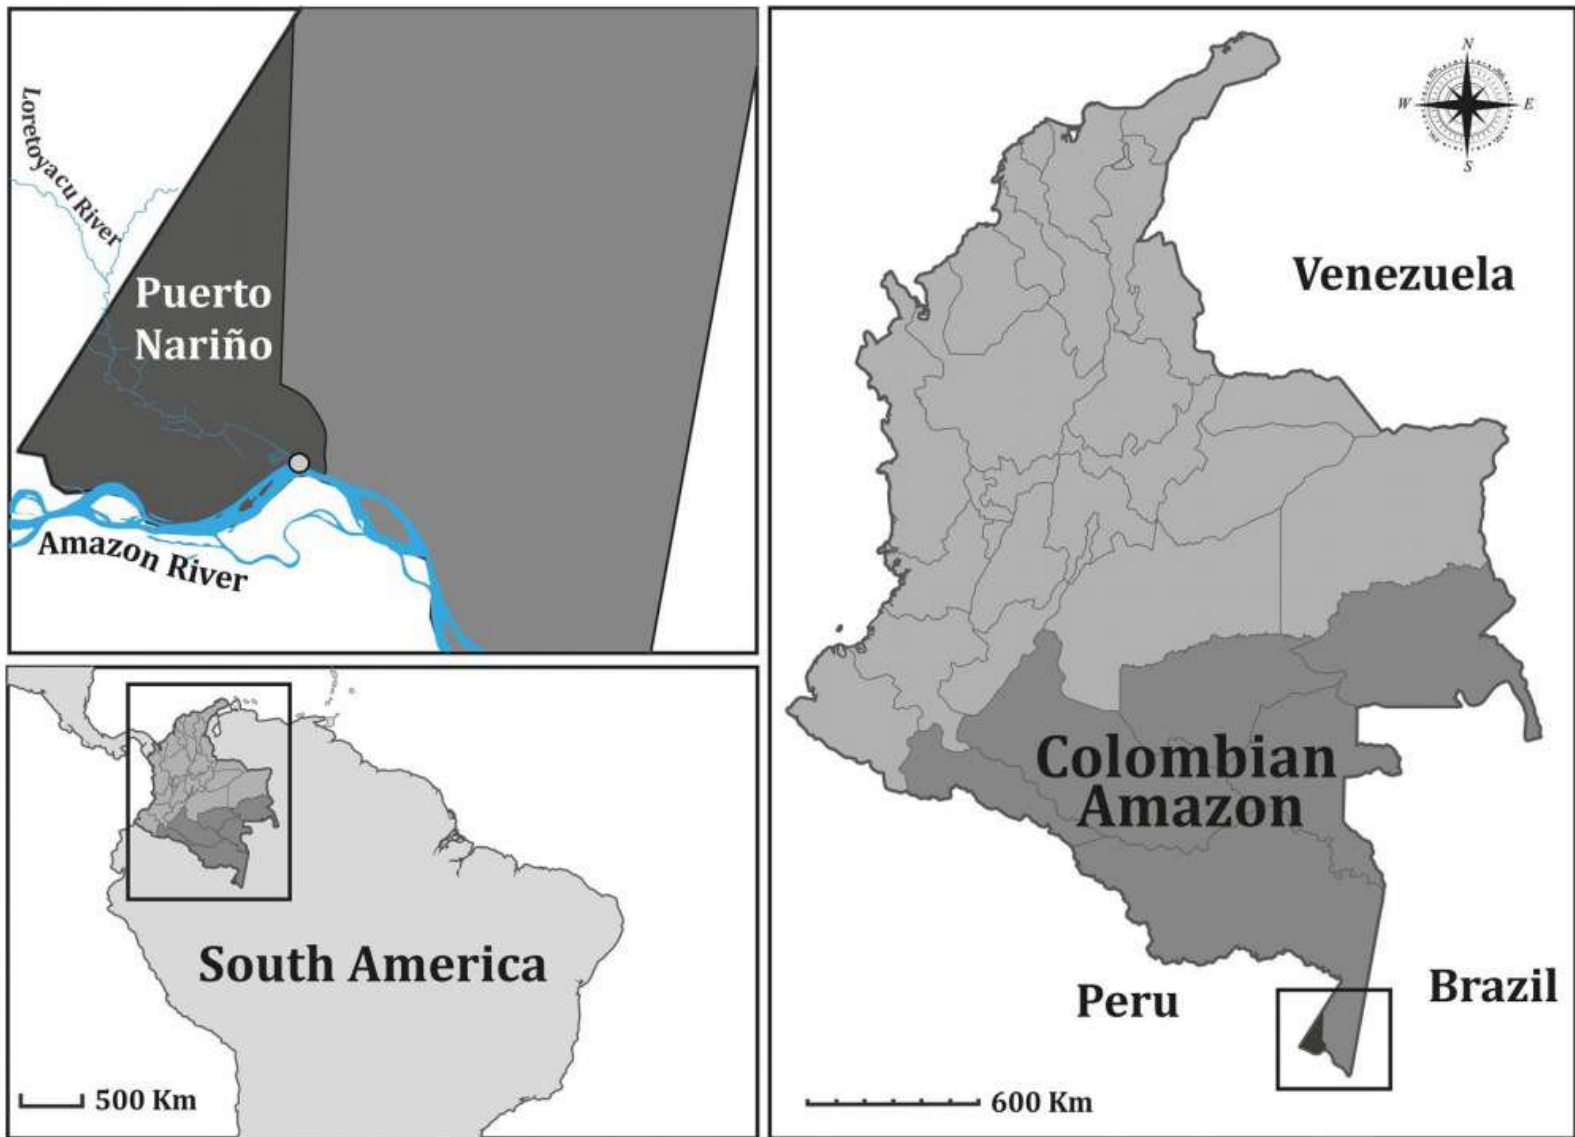 Loretoyacu River
Puerto
Nariño
Amazon River
South America
500 Km
N
W
E
S
Venezuela
Colombian
Amazon
Peru
Brazil
600 Km